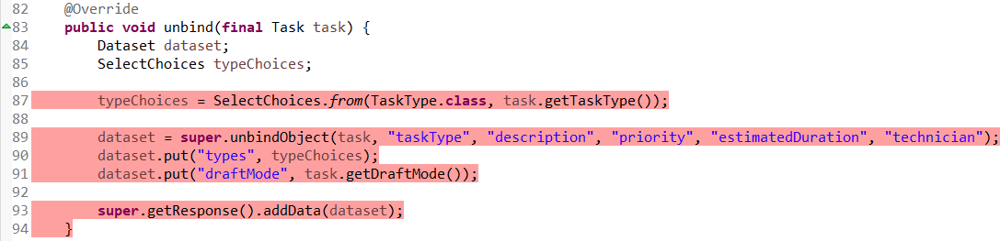 82 @Override
83 public void unbind(final Task task) {
84 Dataset dataset;
85 SelectChoices typeChoices;
86
87 typeChoices = SelectChoices.from(TaskType.class, task.getTaskType());
88
89 dataset = super.unbindObject(task, "taskType", "description", "priority", "estimatedDuration", "technician");
90 dataset.put("types", typeChoices);
91 dataset.put("draftMode", task.getDraftMode());
92
93 super.getResponse().addData(dataset);
94 }